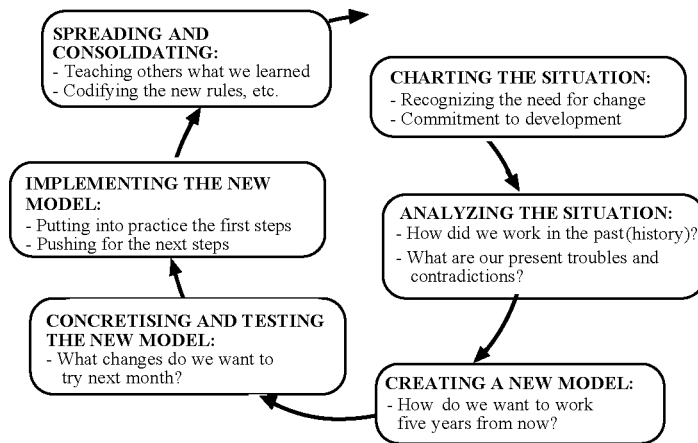 SPREADING AND
CONSOLIDATING:
- Teaching others what we learned
- Codifying the new rules, etc.
CHARTING THE SITUATION:
- Recognizing the need for change
- Commitment to development
ANALYZING THE SITUATION:
- How did we work in the past (history)?
- What are our present troubles and
contradictions?
CREATING A NEW MODEL:
- How do we want to work
five years from now?
CONCRETISING AND TESTING
THE NEW MODEL:
- What changes do we want to
try next month?
IMPLEMENTING THE NEW
MODEL:
- Putting into practice the first steps
- Pushing for the next steps